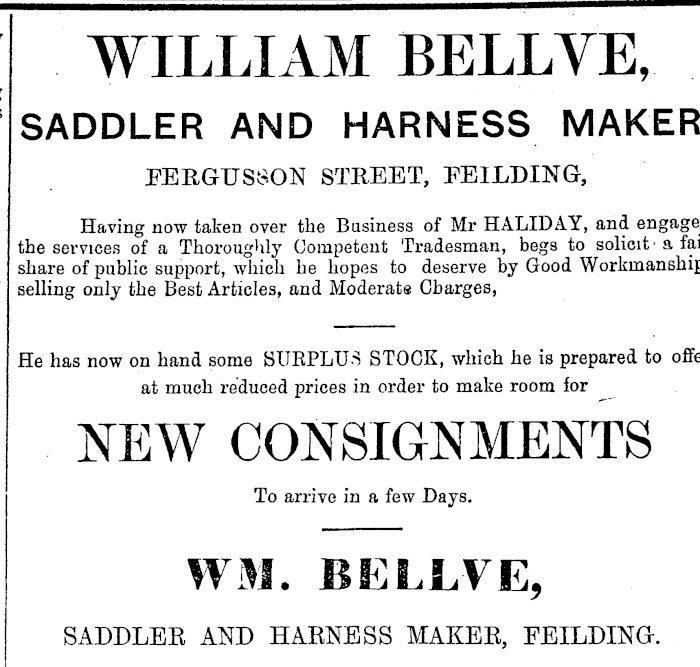 WILLIAM BELLVE,
SADDLER AND HARNESS MAKER
FERGUSSON STREET, FEILDING,
Having now taken over the Business of Mr HALIDAY, and engage
the services of a Thoroughly Competent Tradesman, begs to solicit a fai
share of public support, which he hopes to deserve by Good Workmanship
selling only the Best Articles, and Moderate Charges,
He has now on hand some SURPLUS STOCK, which he is prepared to offe
at much reduced prices in order to make room for
NEW CONSIGNMENTS
To arrive in a few Days.
WM. BELLVE,
SADDLER AND HARNESS MAKER, FEILDING.